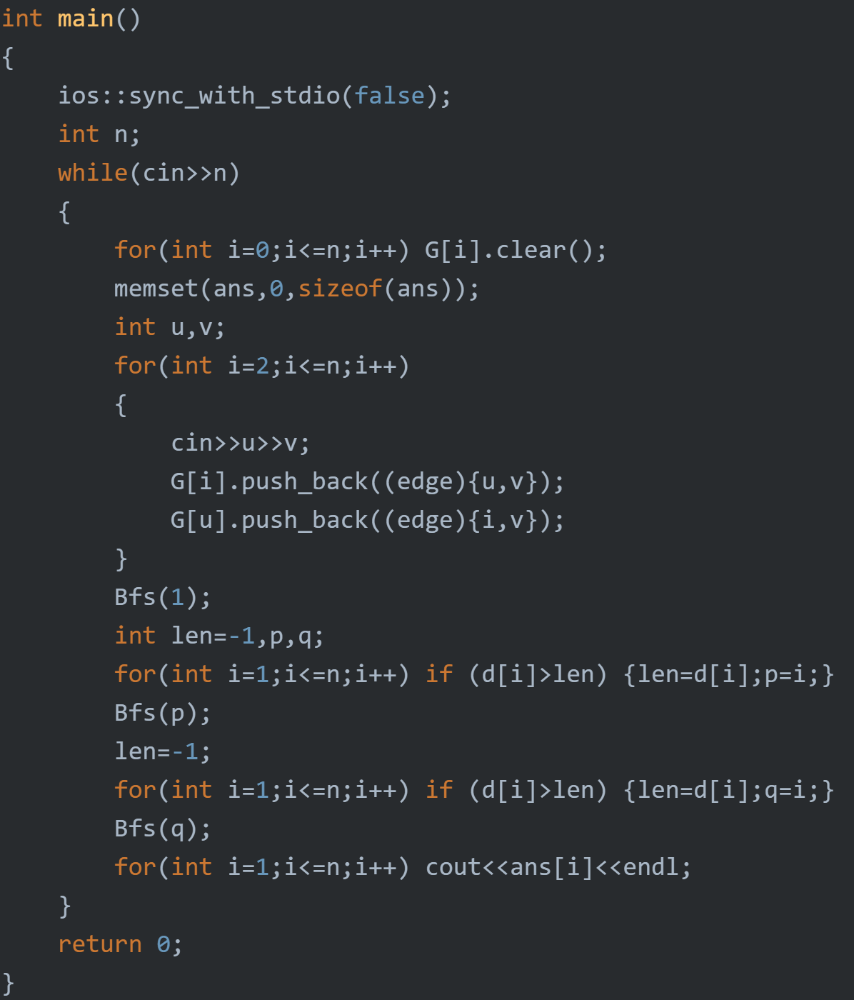 int main()
{
    ios::sync_with_stdio(false);
    int n;
    while(cin>>n)
    {
        for(int i=0;i<=n;i++) G[i].clear();
        memset(ans,0,sizeof(ans));
        int u,v;
        for(int i=2;i<=n;i++)
        {
            cin>>u>>v;
            G[i].push_back((edge){u,v});
            G[u].push_back((edge){i,v});
        }
        Bfs(1);
        int len=-1,p,q;
        for(int i=1;i<=n;i++) if (d[i]>len) {len=d[i];p=i;}
        Bfs(p);
        len=-1;
        for(int i=1;i<=n;i++) if (d[i]>len) {len=d[i];q=i;}
        Bfs(q);
        for(int i=1;i<=n;i++) cout<<ans[i]<<endl;
    }
    return 0;
}